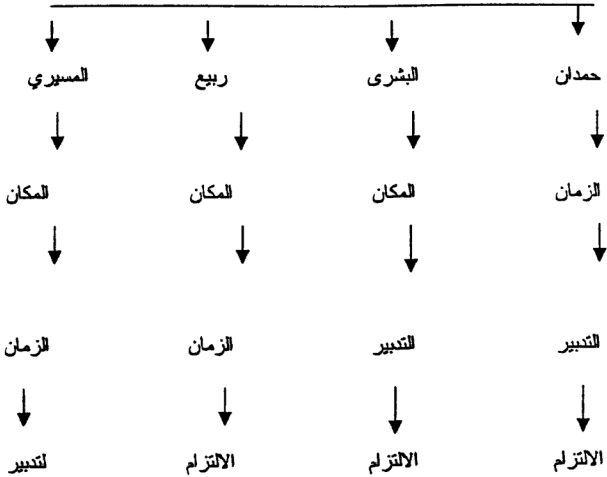 حمدان البشرى ربيع المسيري
الزمان المكان المكان المكان
التدبير التدبير الزمان الزمان
الالتزام الالتزام الالتزام لتدبير